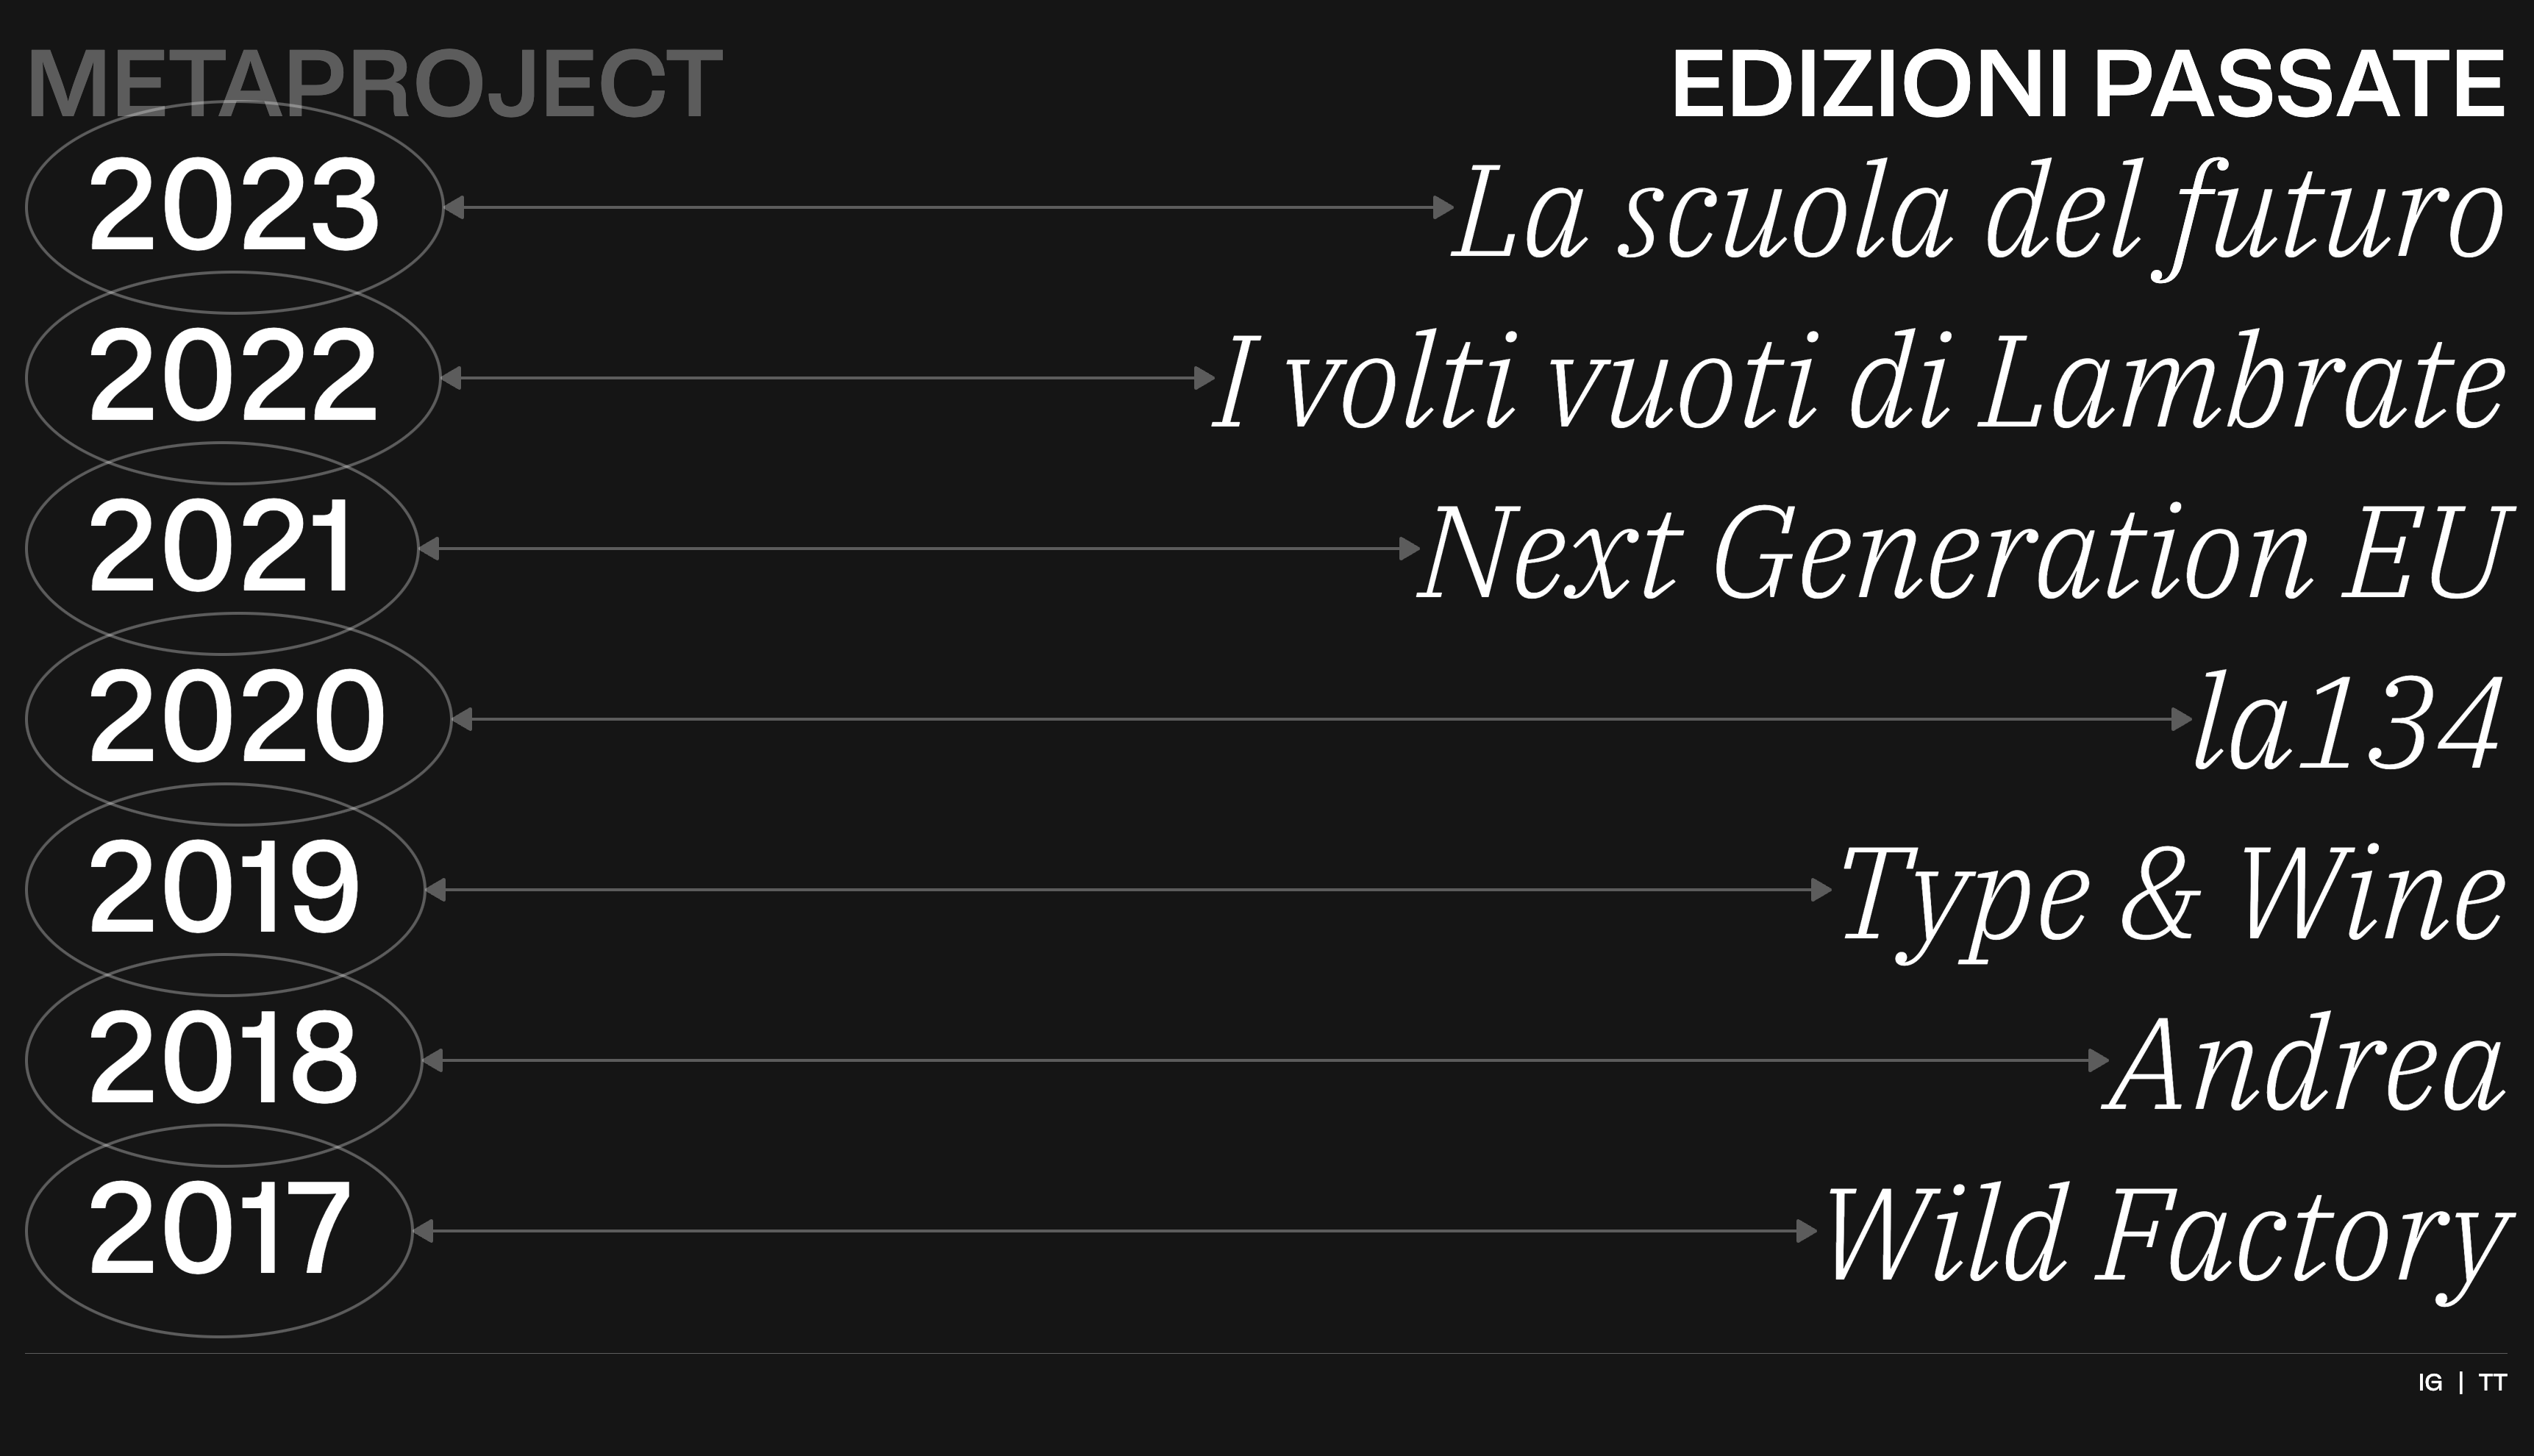 METAPROJECT EDIZIONI PASSATE
2023 La scuola del futuro
2022 I volti vuoti di Lambrate
2021 Next Generation EU
2020 la134
2019 Type & Wine
2018 Andrea
2017 Wild Factory
IG | TT